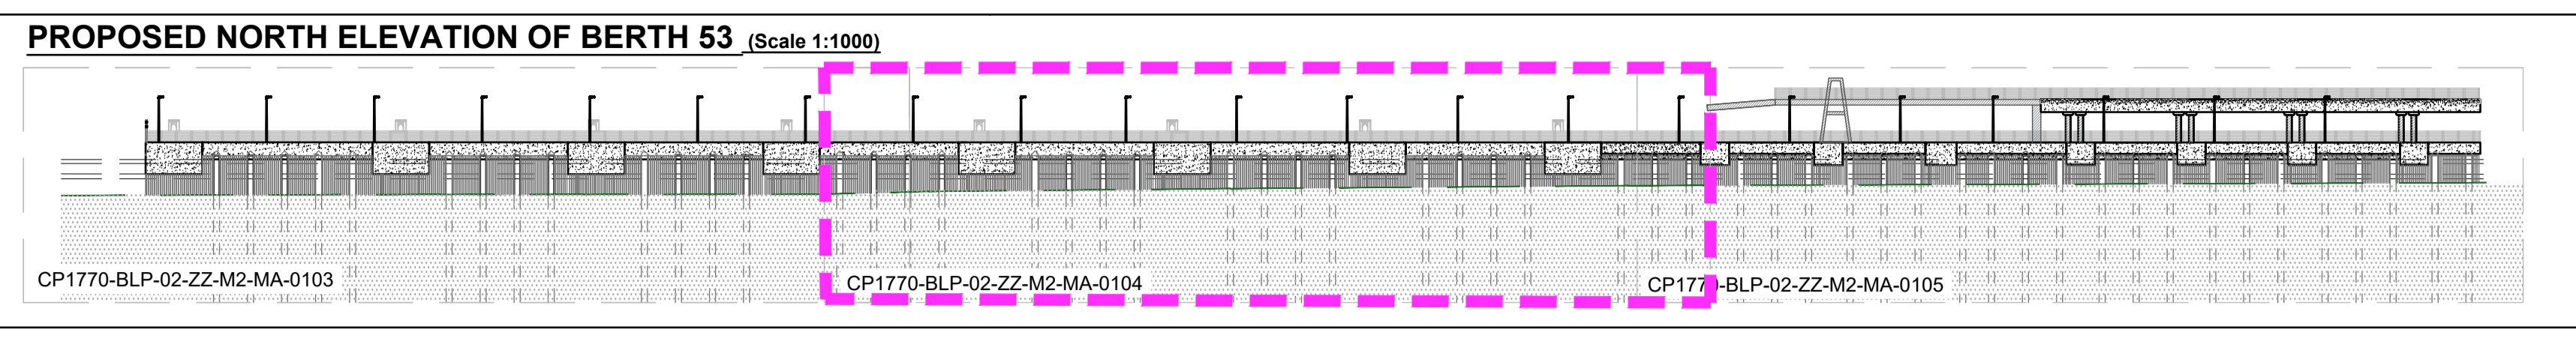 PROPOSED NORTH ELEVATION OF BERTH 53 (Scale 1:1000)
CP1770-BLP-02-ZZ-M2-MA-0103
CP1770-BLP-02-ZZ-M2-MA-0104
CP1770-BLP-02-ZZ-M2-MA-0105